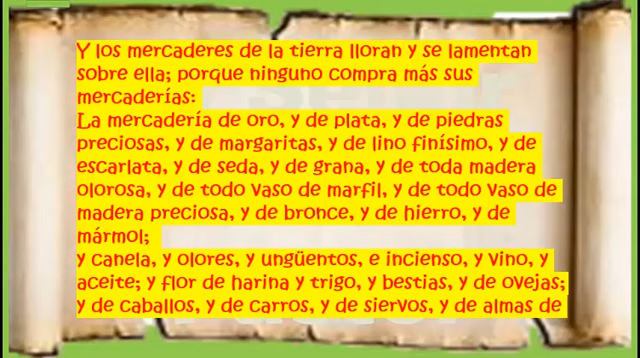 Y los mercaderes de la tierra lloran y se lamentan
sobre ella; porque ninguno compra más sus
mercaderías:
La mercadería de oro, y de plata, y de piedras
preciosas, y de margaritas, y de lino finísimo, y de
escarlata, y de seda, y de grana, y de toda madera
olorosa, y de todo vaso de marfil, y de todo vaso de
madera preciosa, y de bronce, y de hierro, y de
mármol;
y canela, y olores, y ungüentos, e incienso, y vino, y
aceite; y flor de harina y trigo, y bestias, y de ovejas;
y de caballos, y de carros, y de siervos, y de almas de